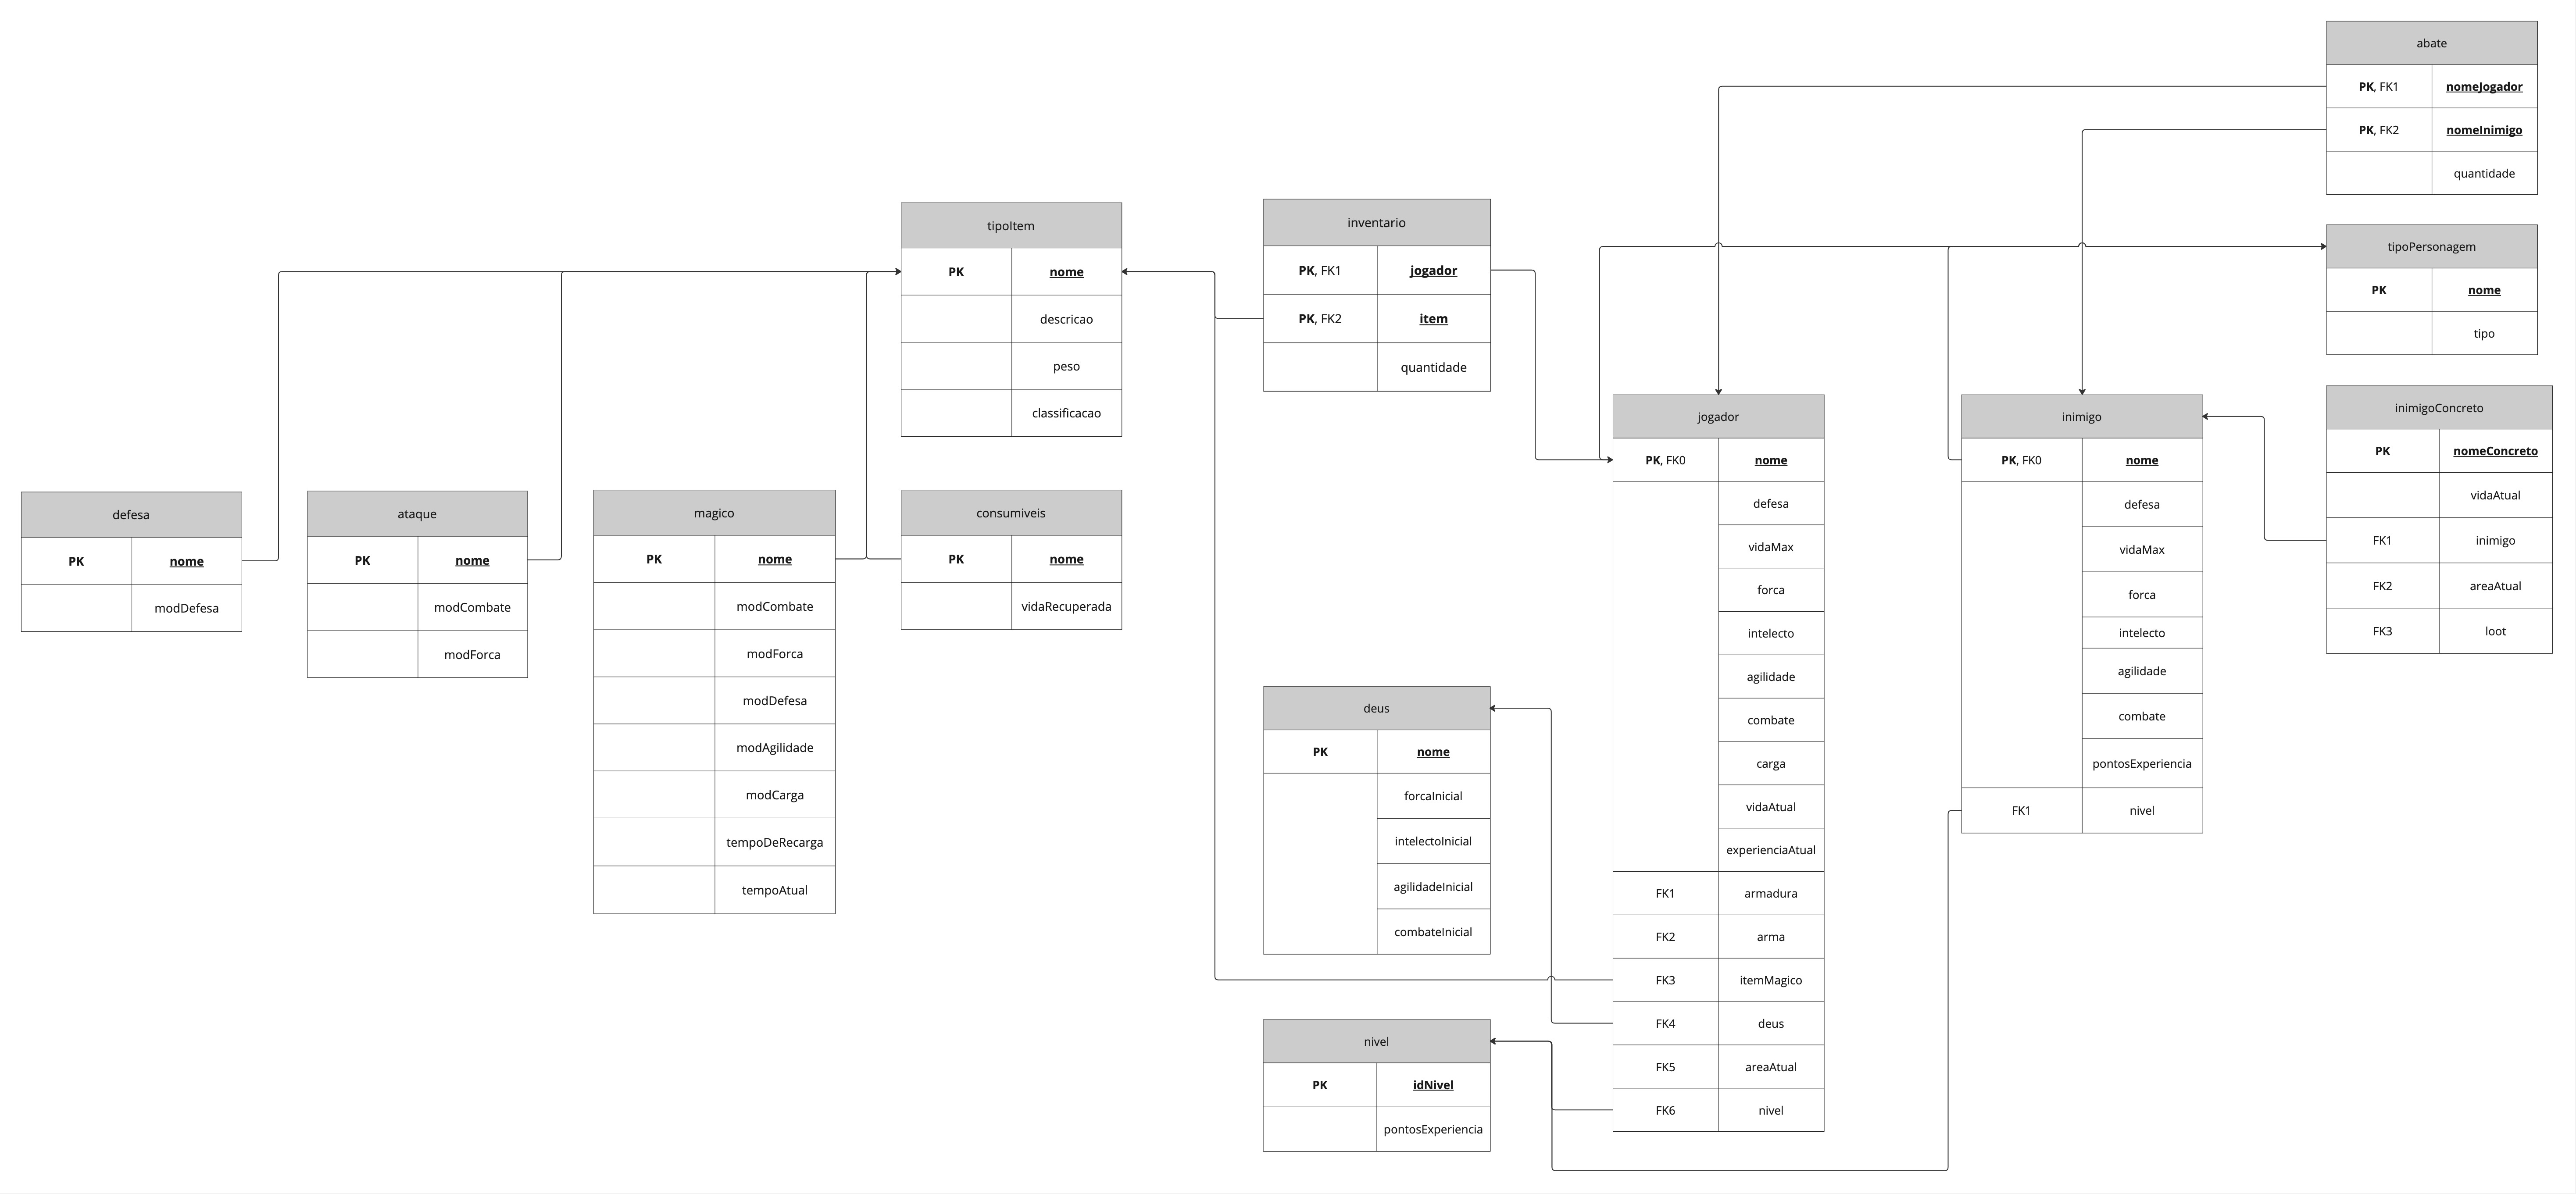 abate
PK, FK1 nomeJogador
PK, FK2 nomeInimigo
quantidade
tipoItem
PK nome
descricao
peso
classificacao
inventario
PK, FK1 jogador
PK, FK2 item
quantidade
tipoPersonagem
PK nome
tipo
defesa
PK nome
modDefesa
ataque
PK nome
modCombate
modForca
magico
PK nome
modCombate
modForca
modDefesa
modAgilidade
modCarga
tempoDeRecarga
tempoAtual
consumiveis
PK nome
vidaRecuperada
jogador
PK, FK0 nome
defesa
vidaMax
forca
intelecto
agilidade
combate
carga
vidaAtual
experienciaAtual
FK1 armadura
FK2 arma
FK3 itemMagico
FK4 deus
FK5 areaAtual
FK6 nivel
inimigo
PK, FK0 nome
defesa
vidaMax
forca
intelecto
agilidade
combate
pontosExperiencia
FK1 nivel
inimigoConcreto
PK nomeConcreto
vidaAtual
FK1 inimigo
FK2 areaAtual
FK3 loot
deus
PK nome
forcaInicial
intelectoInicial
agilidadeInicial
combateInicial
nivel
PK idNivel
pontosExperiencia